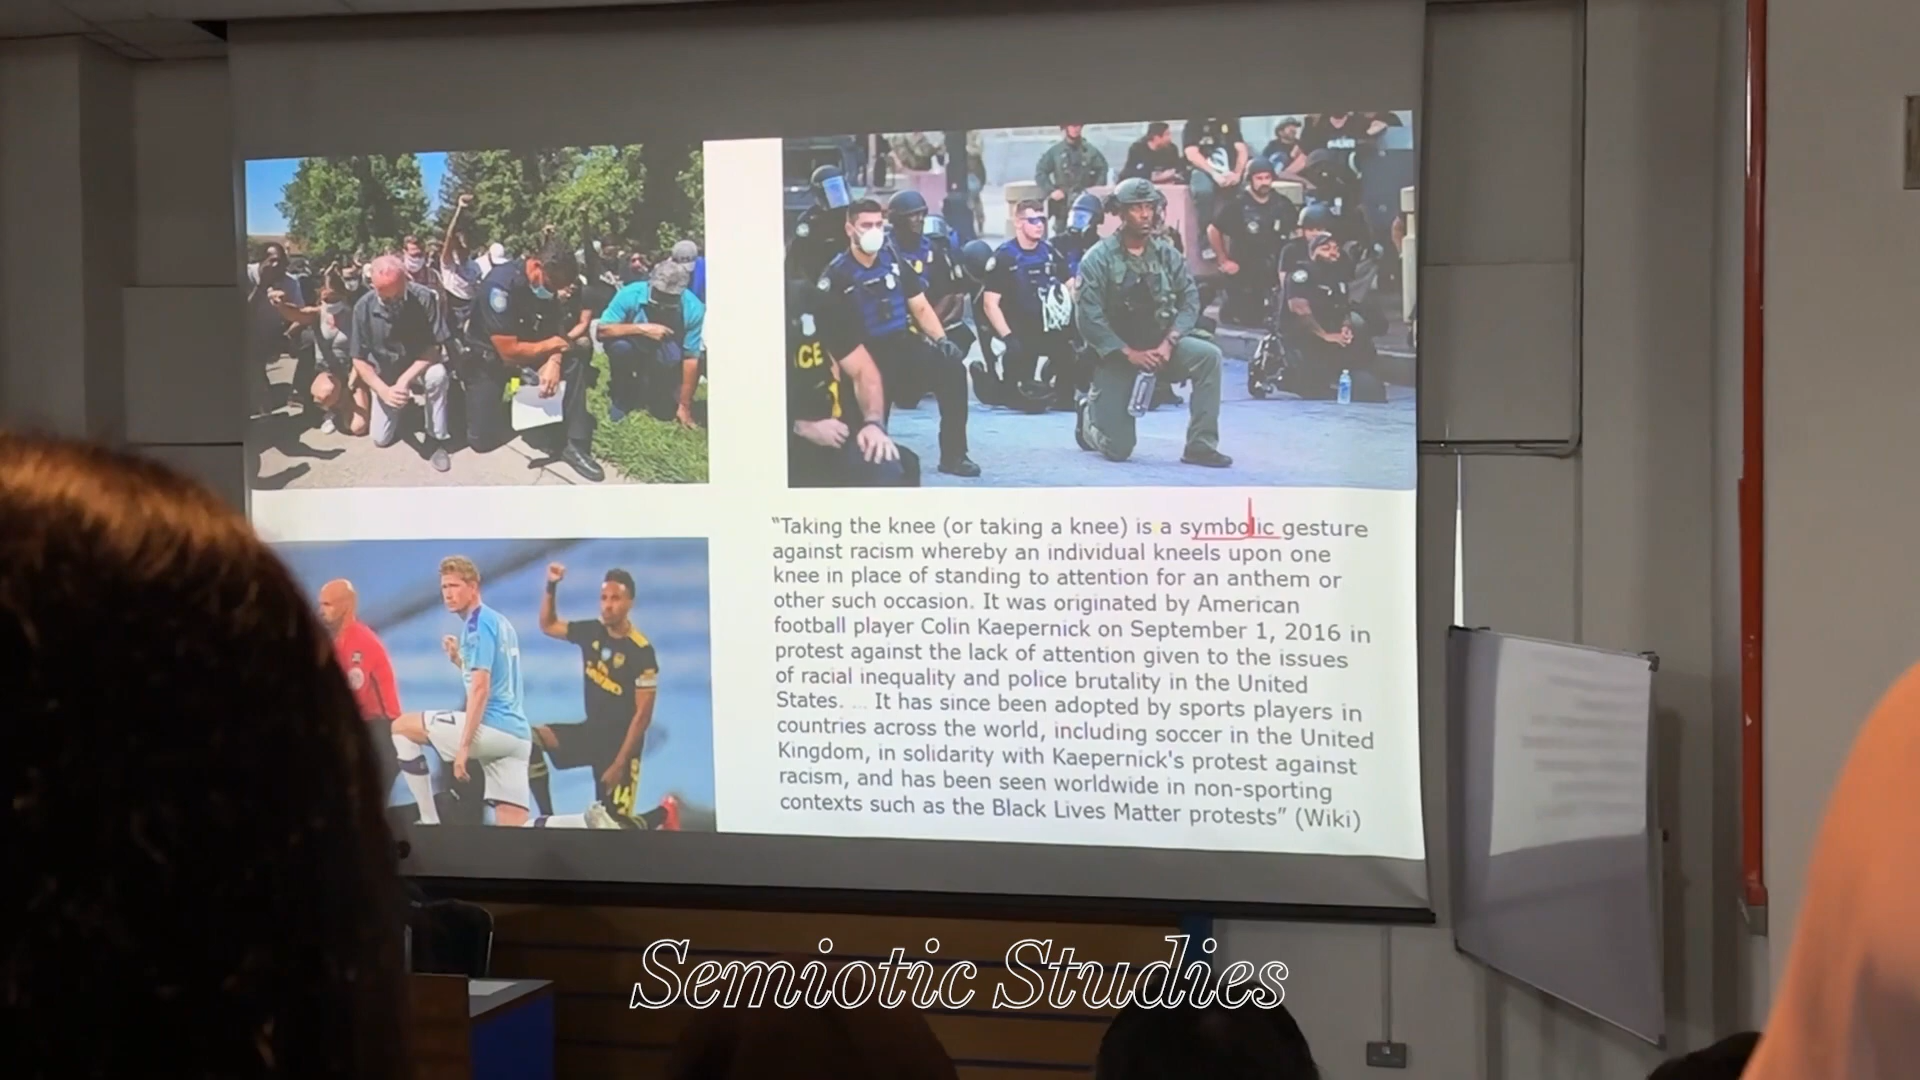 CE
17
14
"Taking the knee (or taking a knee) is a symbolic gesture
against racism whereby an individual kneels upon one
knee in place of standing to attention for an anthem or
other such occasion. It was originated by American
football player Colin Kaepernick on September 1, 2016 in
protest against the lack of attention given to the issues
of racial inequality and police brutality in the United
States. ... It has since been adopted by sports players in
countries across the world, including soccer in the United
Kingdom, in solidarity with Kaepernick's protest against
racism, and has been seen worldwide in non-sporting
contexts such as the Black Lives Matter protests" (Wiki)
Semiotic Studies